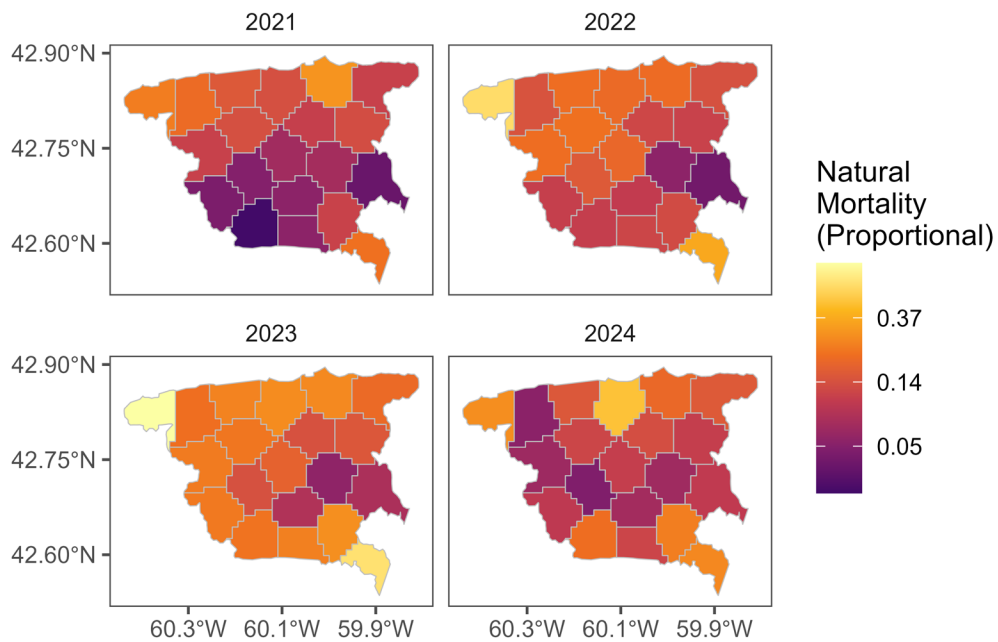 2021
2022
42.90°N
42.75°N
42.60°N
2023
2024
42.90°N
42.75°N
42.60°N
60.3°W 60.1°W 59.9°W
60.3°W 60.1°W 59.9°W
Natural
Mortality
(Proportional)
0.37
0.14
0.05